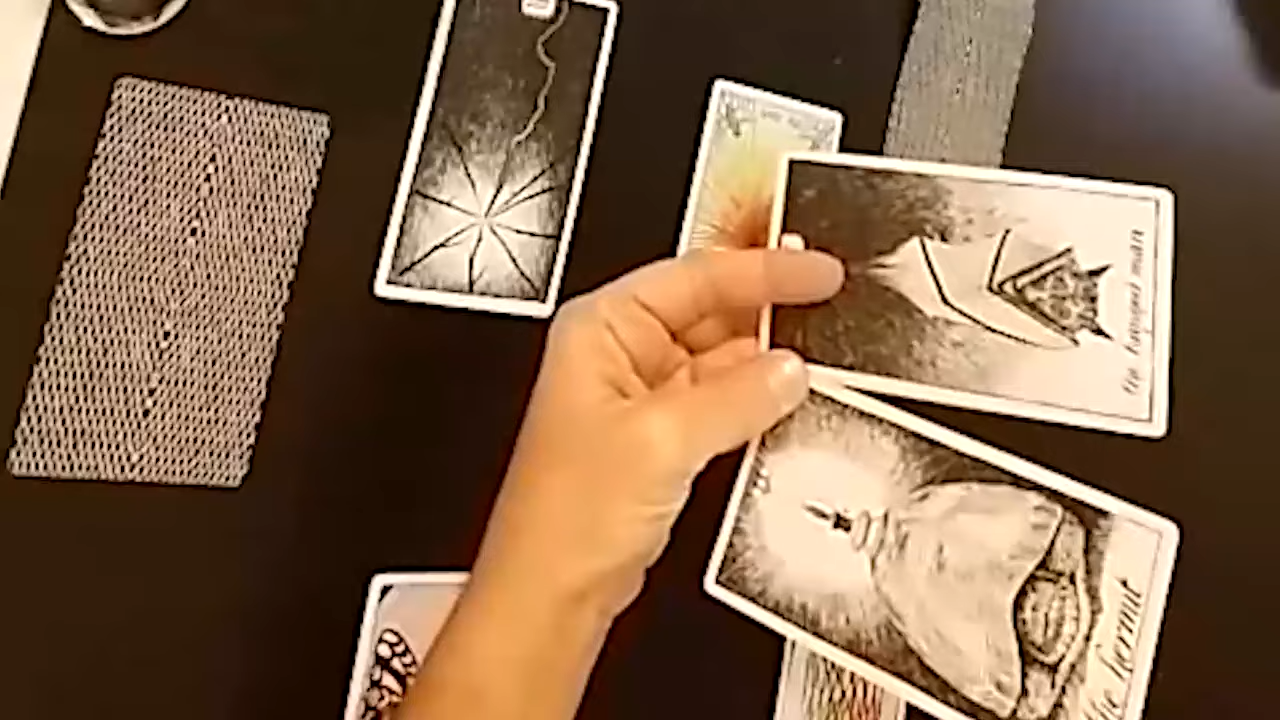 the hanged man
the hermit